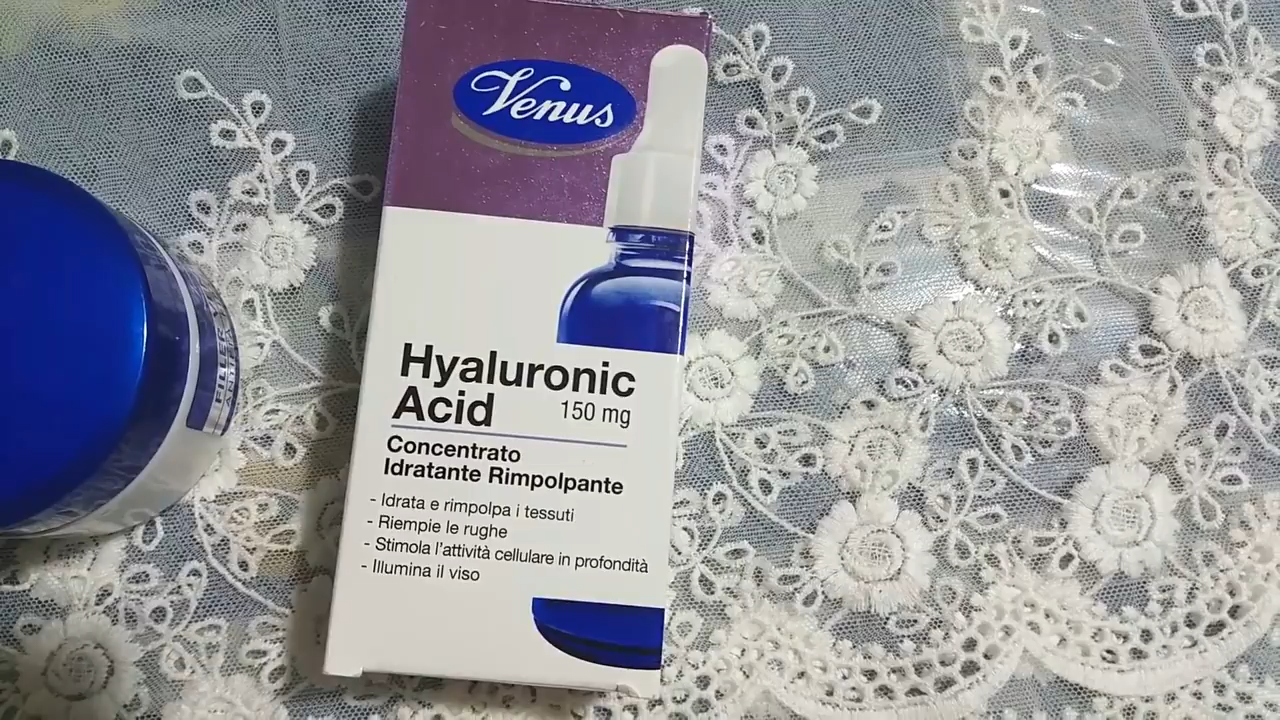 Venus
Hyaluronic
Acid
150 mg
Concentrato
Idratante Rimpolpante
- Idrata e rimpolpa i tessuti
- Riempie le rughe
- Stimola l'attività cellulare in profondità
- Illumina il viso
FILLER